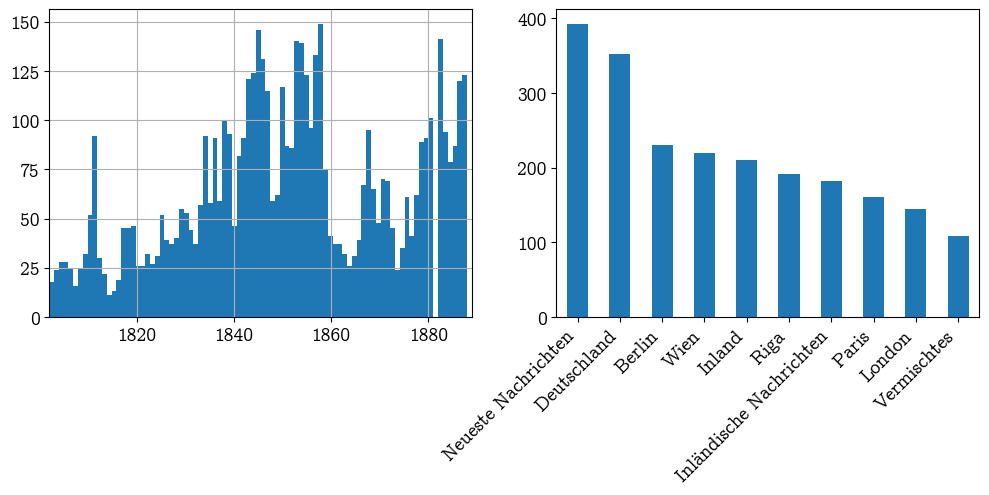 150
125
100
75
50
25
0
1820 1840 1860 1880
400
300
200
100
0
Neueste Nachrichten
Deutschland
Berlin
Wien
Inland
Riga
Inländische Nachrichten
Paris
London
Vermischtes